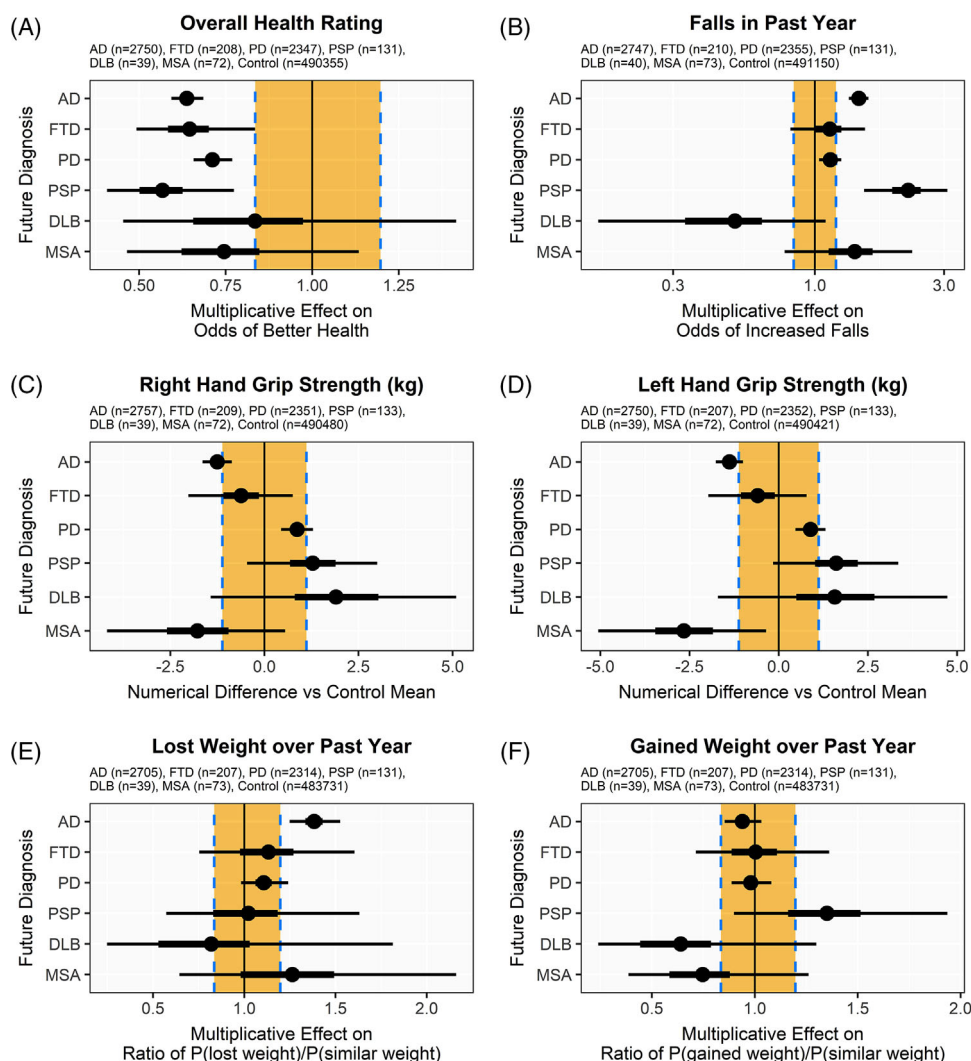 (A)
Overall Health Rating
AD (n=2750), FTD (n=208), PD (n=2347), PSP (n=131),
DLB (n=39), MSA (n=72), Control (n=490355)
Future Diagnosis
AD
FTD
PD
PSP
DLB
MSA
0.50
0.75
1.00
1.25
Multiplicative Effect on
Odds of Better Health
(B)
Falls in Past Year
AD (n=2747), FTD (n=210), PD (n=2355), PSP (n=131),
DLB (n=40), MSA (n=73), Control (n=491150)
Future Diagnosis
AD
FTD
PD
PSP
DLB
MSA
0.3
1.0
3.0
Multiplicative Effect on
Odds of Increased Falls
(C)
Right Hand Grip Strength (kg)
AD (n=2757), FTD (n=209), PD (n=2351), PSP (n=133),
DLB (n=39), MSA (n=72), Control (n=490480)
Future Diagnosis
AD
FTD
PD
PSP
DLB
MSA
-2.5
0.0
2.5
5.0
Numerical Difference vs Control Mean
(D)
Left Hand Grip Strength (kg)
AD (n=2750), FTD (n=207), PD (n=2352), PSP (n=133),
DLB (n=39), MSA (n=72), Control (n=490421)
Future Diagnosis
AD
FTD
PD
PSP
DLB
MSA
-5.0
-2.5
0.0
2.5
5.0
Numerical Difference vs Control Mean
(E)
Lost Weight over Past Year
AD (n=2705), FTD (n=207), PD (n=2314), PSP (n=131),
DLB (n=39), MSA (n=73), Control (n=483731)
Future Diagnosis
AD
FTD
PD
PSP
DLB
MSA
0.5
1.0
1.5
2.0
Multiplicative Effect on
Ratio of P(lost weight)/P(similar weight)
(F)
Gained Weight over Past Year
AD (n=2705), FTD (n=207), PD (n=2314), PSP (n=131),
DLB (n=39), MSA (n=73), Control (n=483731)
Future Diagnosis
AD
FTD
PD
PSP
DLB
MSA
0.5
1.0
1.5
2.0
Multiplicative Effect on
Ratio of P(gained weight)/P(similar weight)